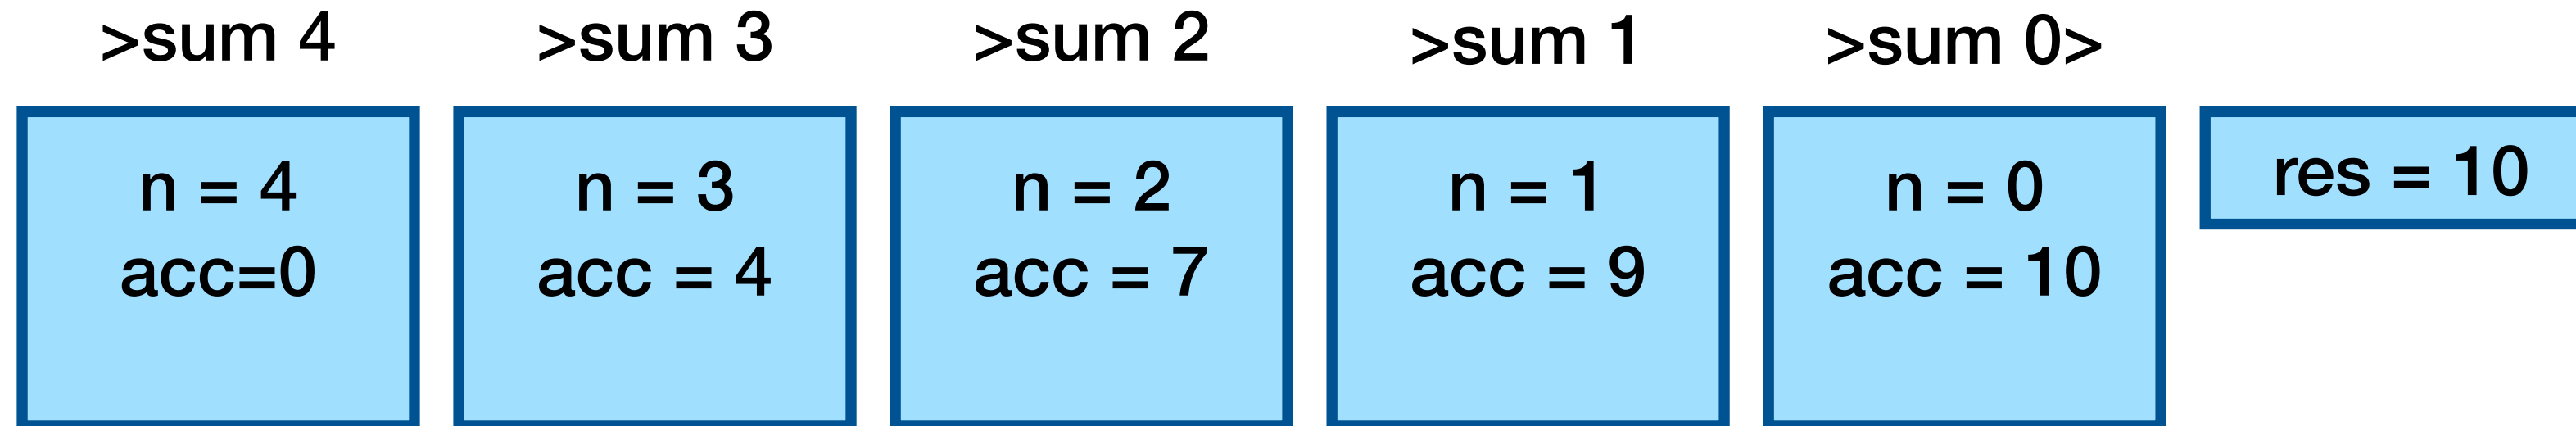 >sum 4
>sum 3
>sum 2
>sum 1
>sum 0>
n = 4
acc=0
n = 3
acc = 4
n = 2
acc = 7
n = 1
acc = 9
n = 0
acc = 10
res = 10